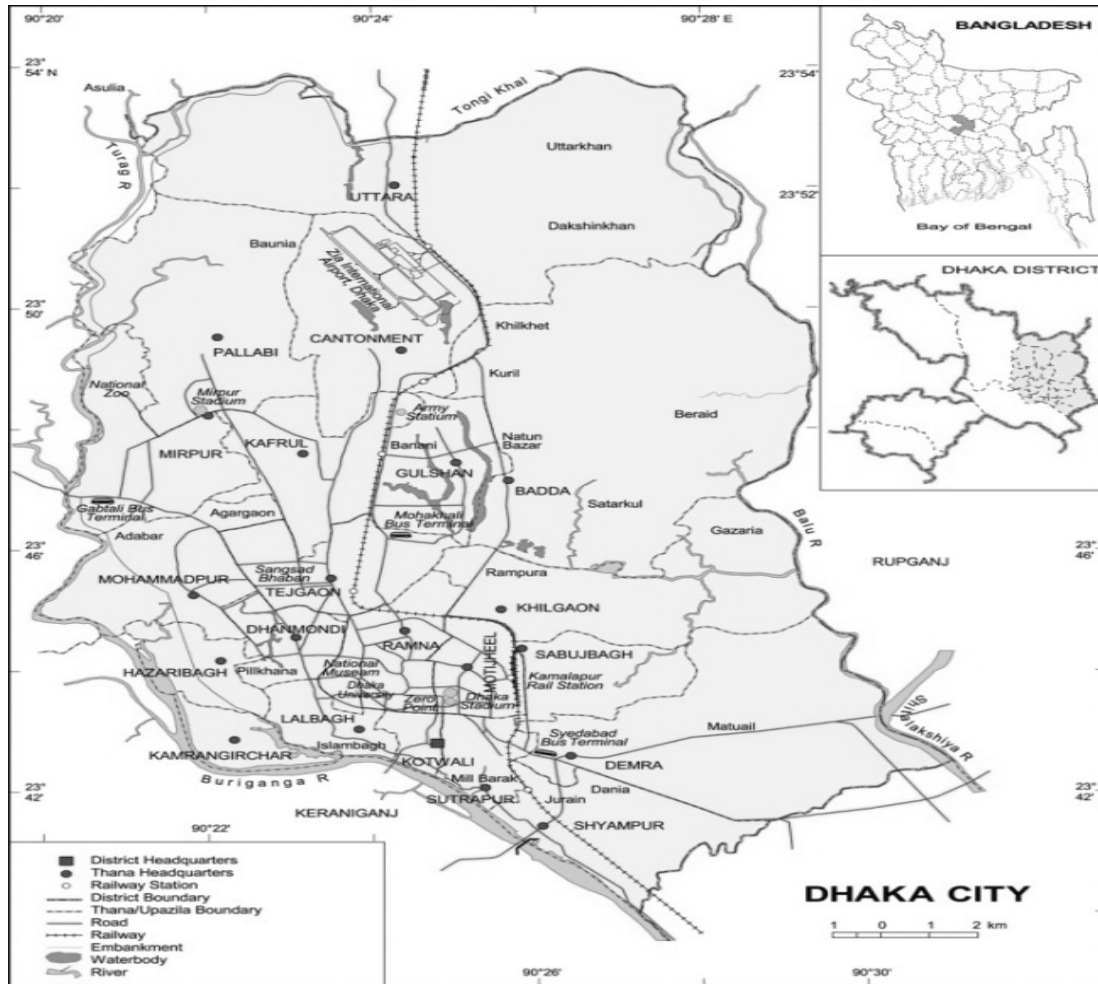 90°20'
90°24'
90°28' E
BANGLADESH
23°
54' N
23°54'
Asulia
Tongi Khal
Turag R
Uttarkhan
23°52'
UTTARA
Dakshinkhan
Bay of Bengal
Baunia
Zia International
Airport, Dhaka
DHAKA DISTRICT
23°
50'
Khilkhet
CANTONMENT
PALLABI
Kuril
National
Zoo
Mirpur
Stadium
Army
Statium
Beraid
KAFRUL
Banani
Natun
Bazar
MIRPUR
GULSHAN
BADDA
Gabtali Bus
Terminal
Agargaon
Mohakhali
Bus Terminal
Satarkul
Adabar
Gazaria
Balu R
23°
46'
23°
46'
RUPGANJ
Sangsad
Bhaban
Rampura
MOHAMMADPUR
TEJGAON
KHILGAON
DHANMONDI
RAMNA
MOTIJHEEL
SABUJBAGH
HAZARIBAGH
Pilkhana
National
Museam
Kamalapur
Rail Station
Dhaka
University
Zero
Point
Dhaka
Stadium
Shitalakshiya R
LALBAGH
Matuail
Islambagh
Syedabad
Bus Terminal
KAMRANGIRCHAR
KOTWALI
DEMRA
Buriganga R
Mill Barak
Dania
23°
42'
23°
42'
SUTRAPUR
Jurain
KERANIGANJ
SHYAMPUR
90°22'
District Headquarters
Thana Headquarters
Railway Station
District Boundary
Thana/Upazila Boundary
Road
Railway
Embankment
Waterbody
River
DHAKA CITY
1 0 1 2 km
90°26'
90°30'